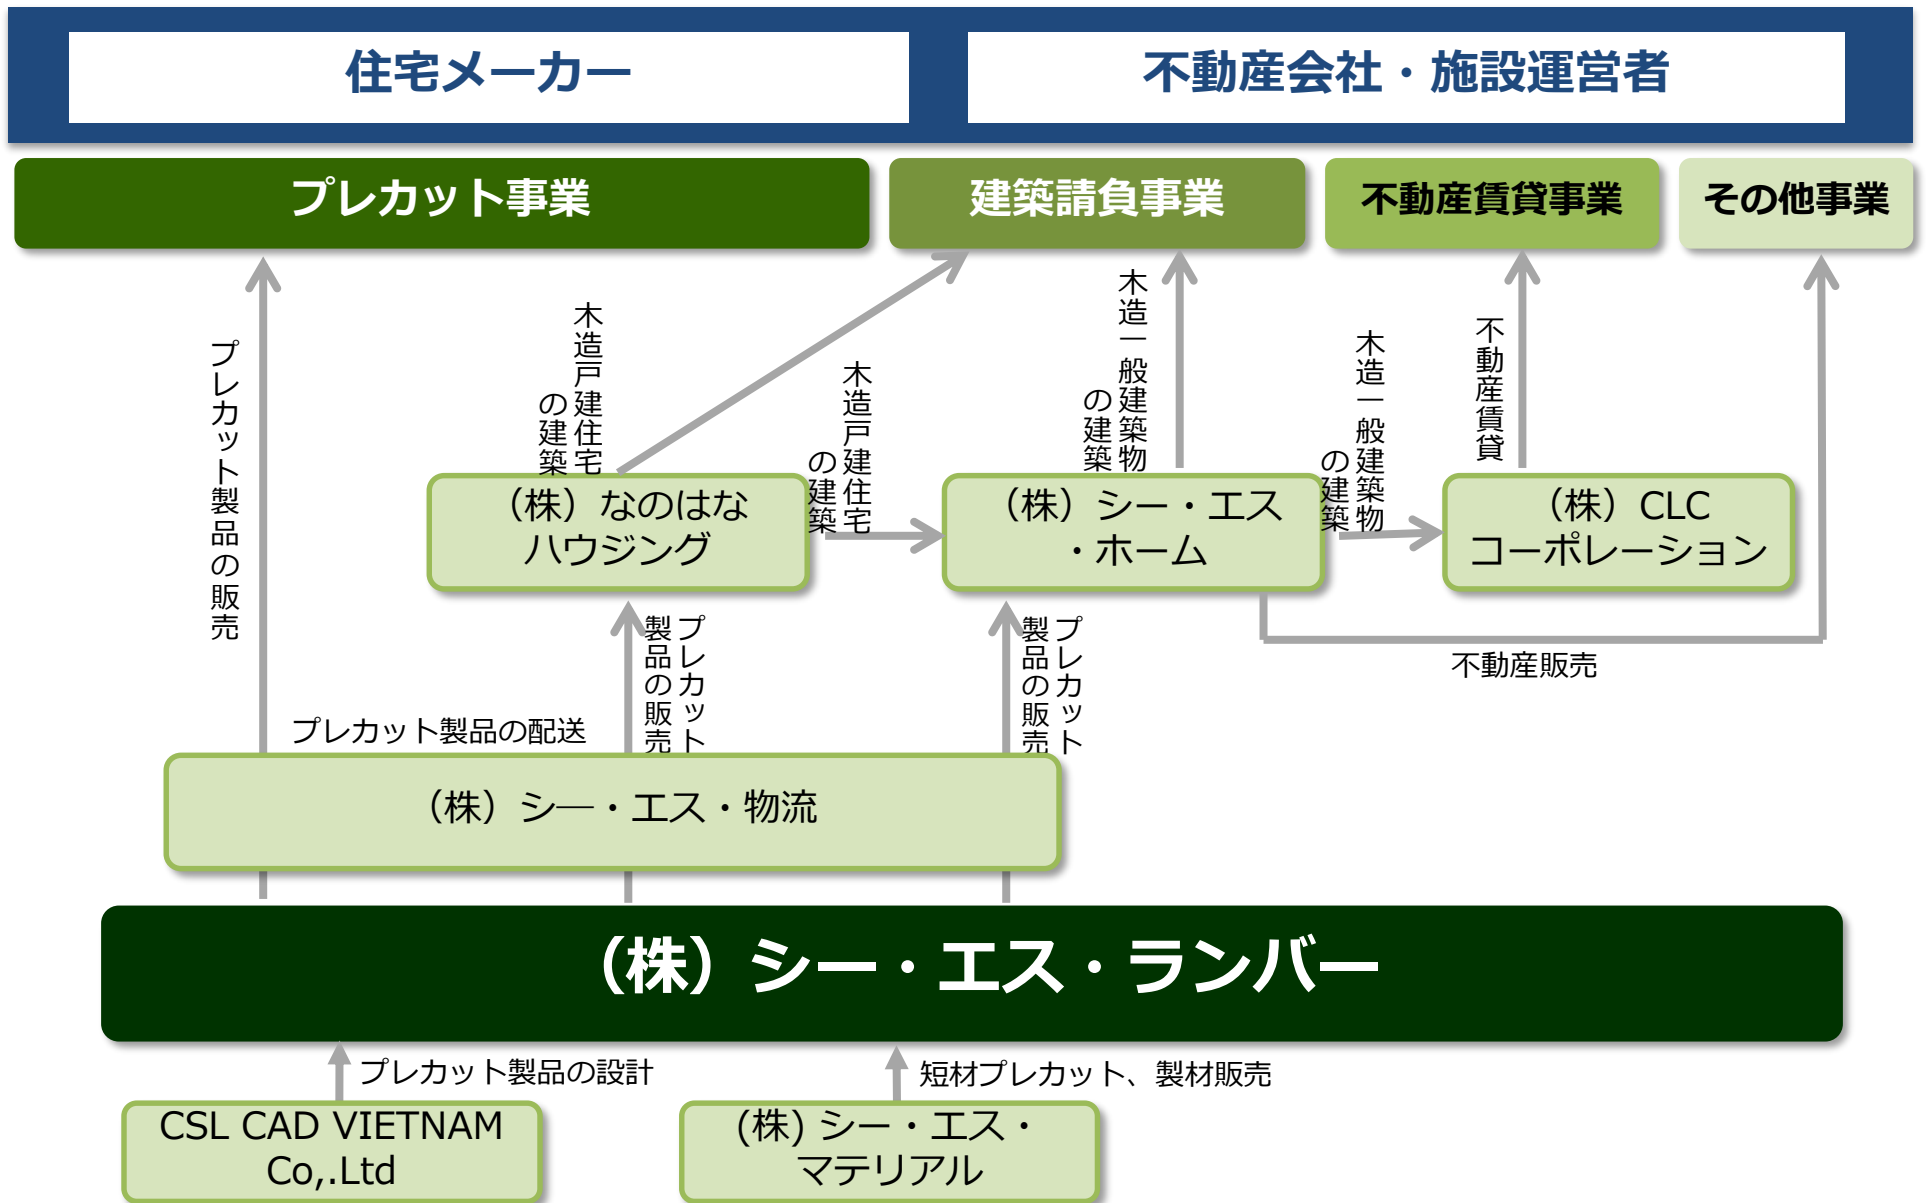 住宅メーカー
不動産会社・施設運営者
プレカット事業
建築請負事業
不動産賃貸事業
その他事業
プレカット製品の販売
木造戸建住宅
の建築
木造戸建住宅
の建築
木造一般建築物
の建築
木造一般建築物
の建築
不動産賃貸
（株）なのはな
ハウジング
（株）シー・エス
・ホーム
（株）CLC
コーポレーション
プレカット
製品の販売
プレカット
製品の販売
不動産販売
プレカット製品の配送
（株）シ―・エス・物流
（株）シー・エス・ランバー
プレカット製品の設計
短材プレカット、製材販売
CSL CAD VIETNAM
Co,.Ltd
(株) シー・エス・
マテリアル